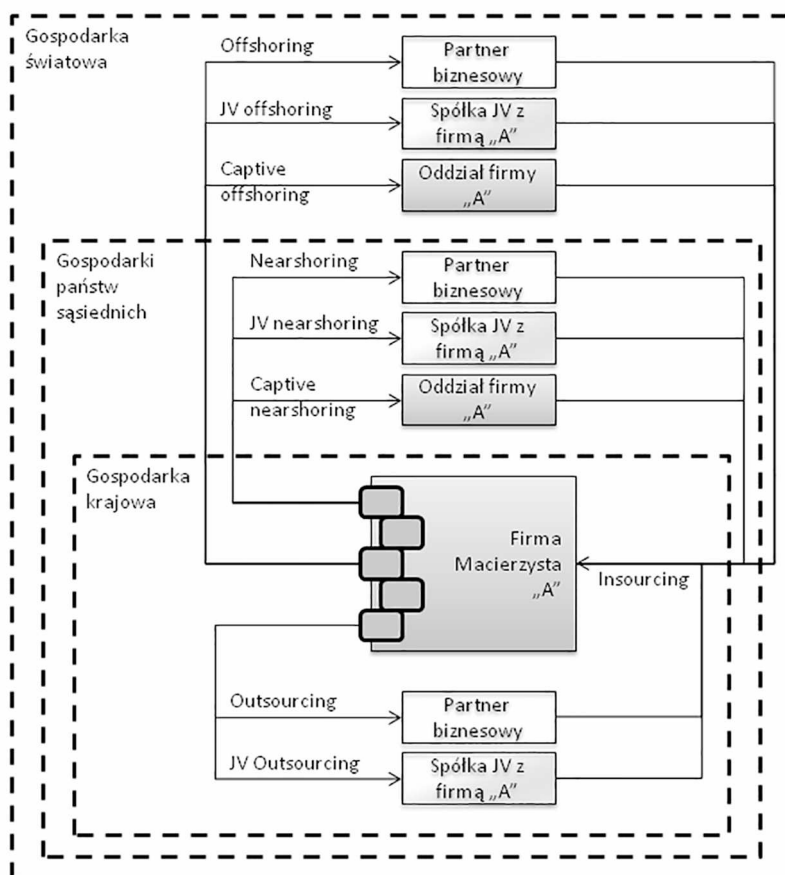 Gospodarka
światowa
Offshoring
Partner
biznesowy
JV offshoring
Spółka JV z
firmą „A”
Captive
offshoring
Oddział firmy
„A”
Gospodarki
państw
sąsiednich
Nearshoring
Partner
biznesowy
JV nearshoring
Spółka JV z
firmą „A”
Captive
nearshoring
Oddział firmy
„A”
Gospodarka
krajowa
Firma
Macierzysta
„A”
Insourcing
Outsourcing
Partner
biznesowy
JV Outsourcing
Spółka JV z
firmą „A”